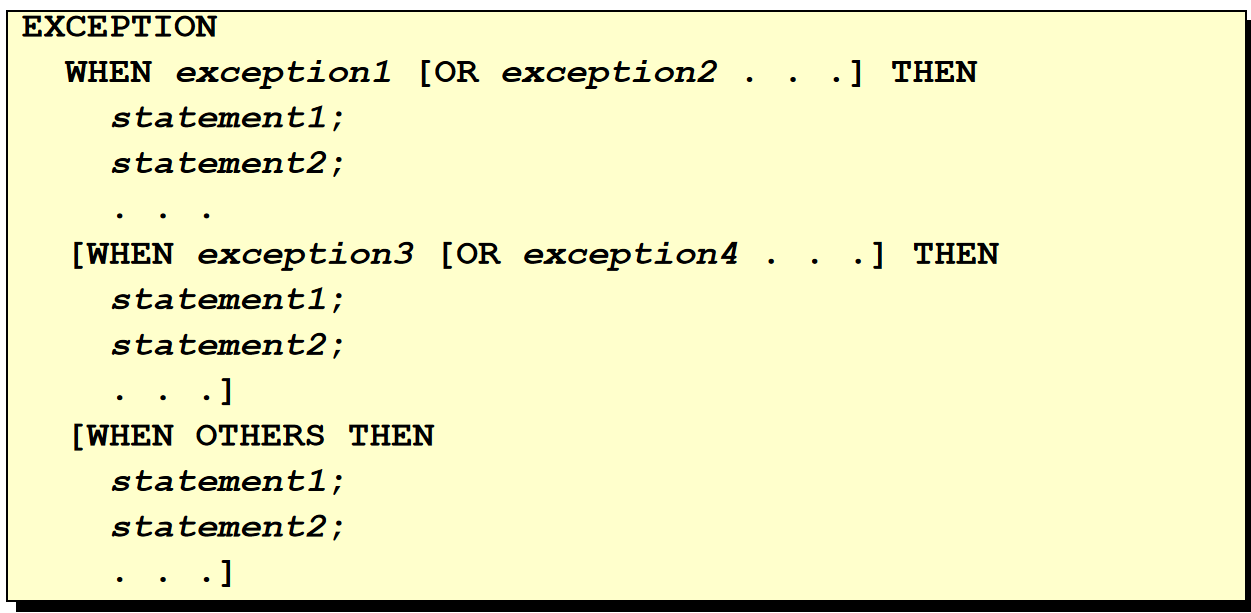 EXCEPTION
WHEN exception1 [OR exception2 . . .] THEN
statement1;
statement2;
. . .
[WHEN exception3 [OR exception4 . . .] THEN
statement1;
statement2;
. . .]
[WHEN OTHERS THEN
statement1;
statement2;
. . .]